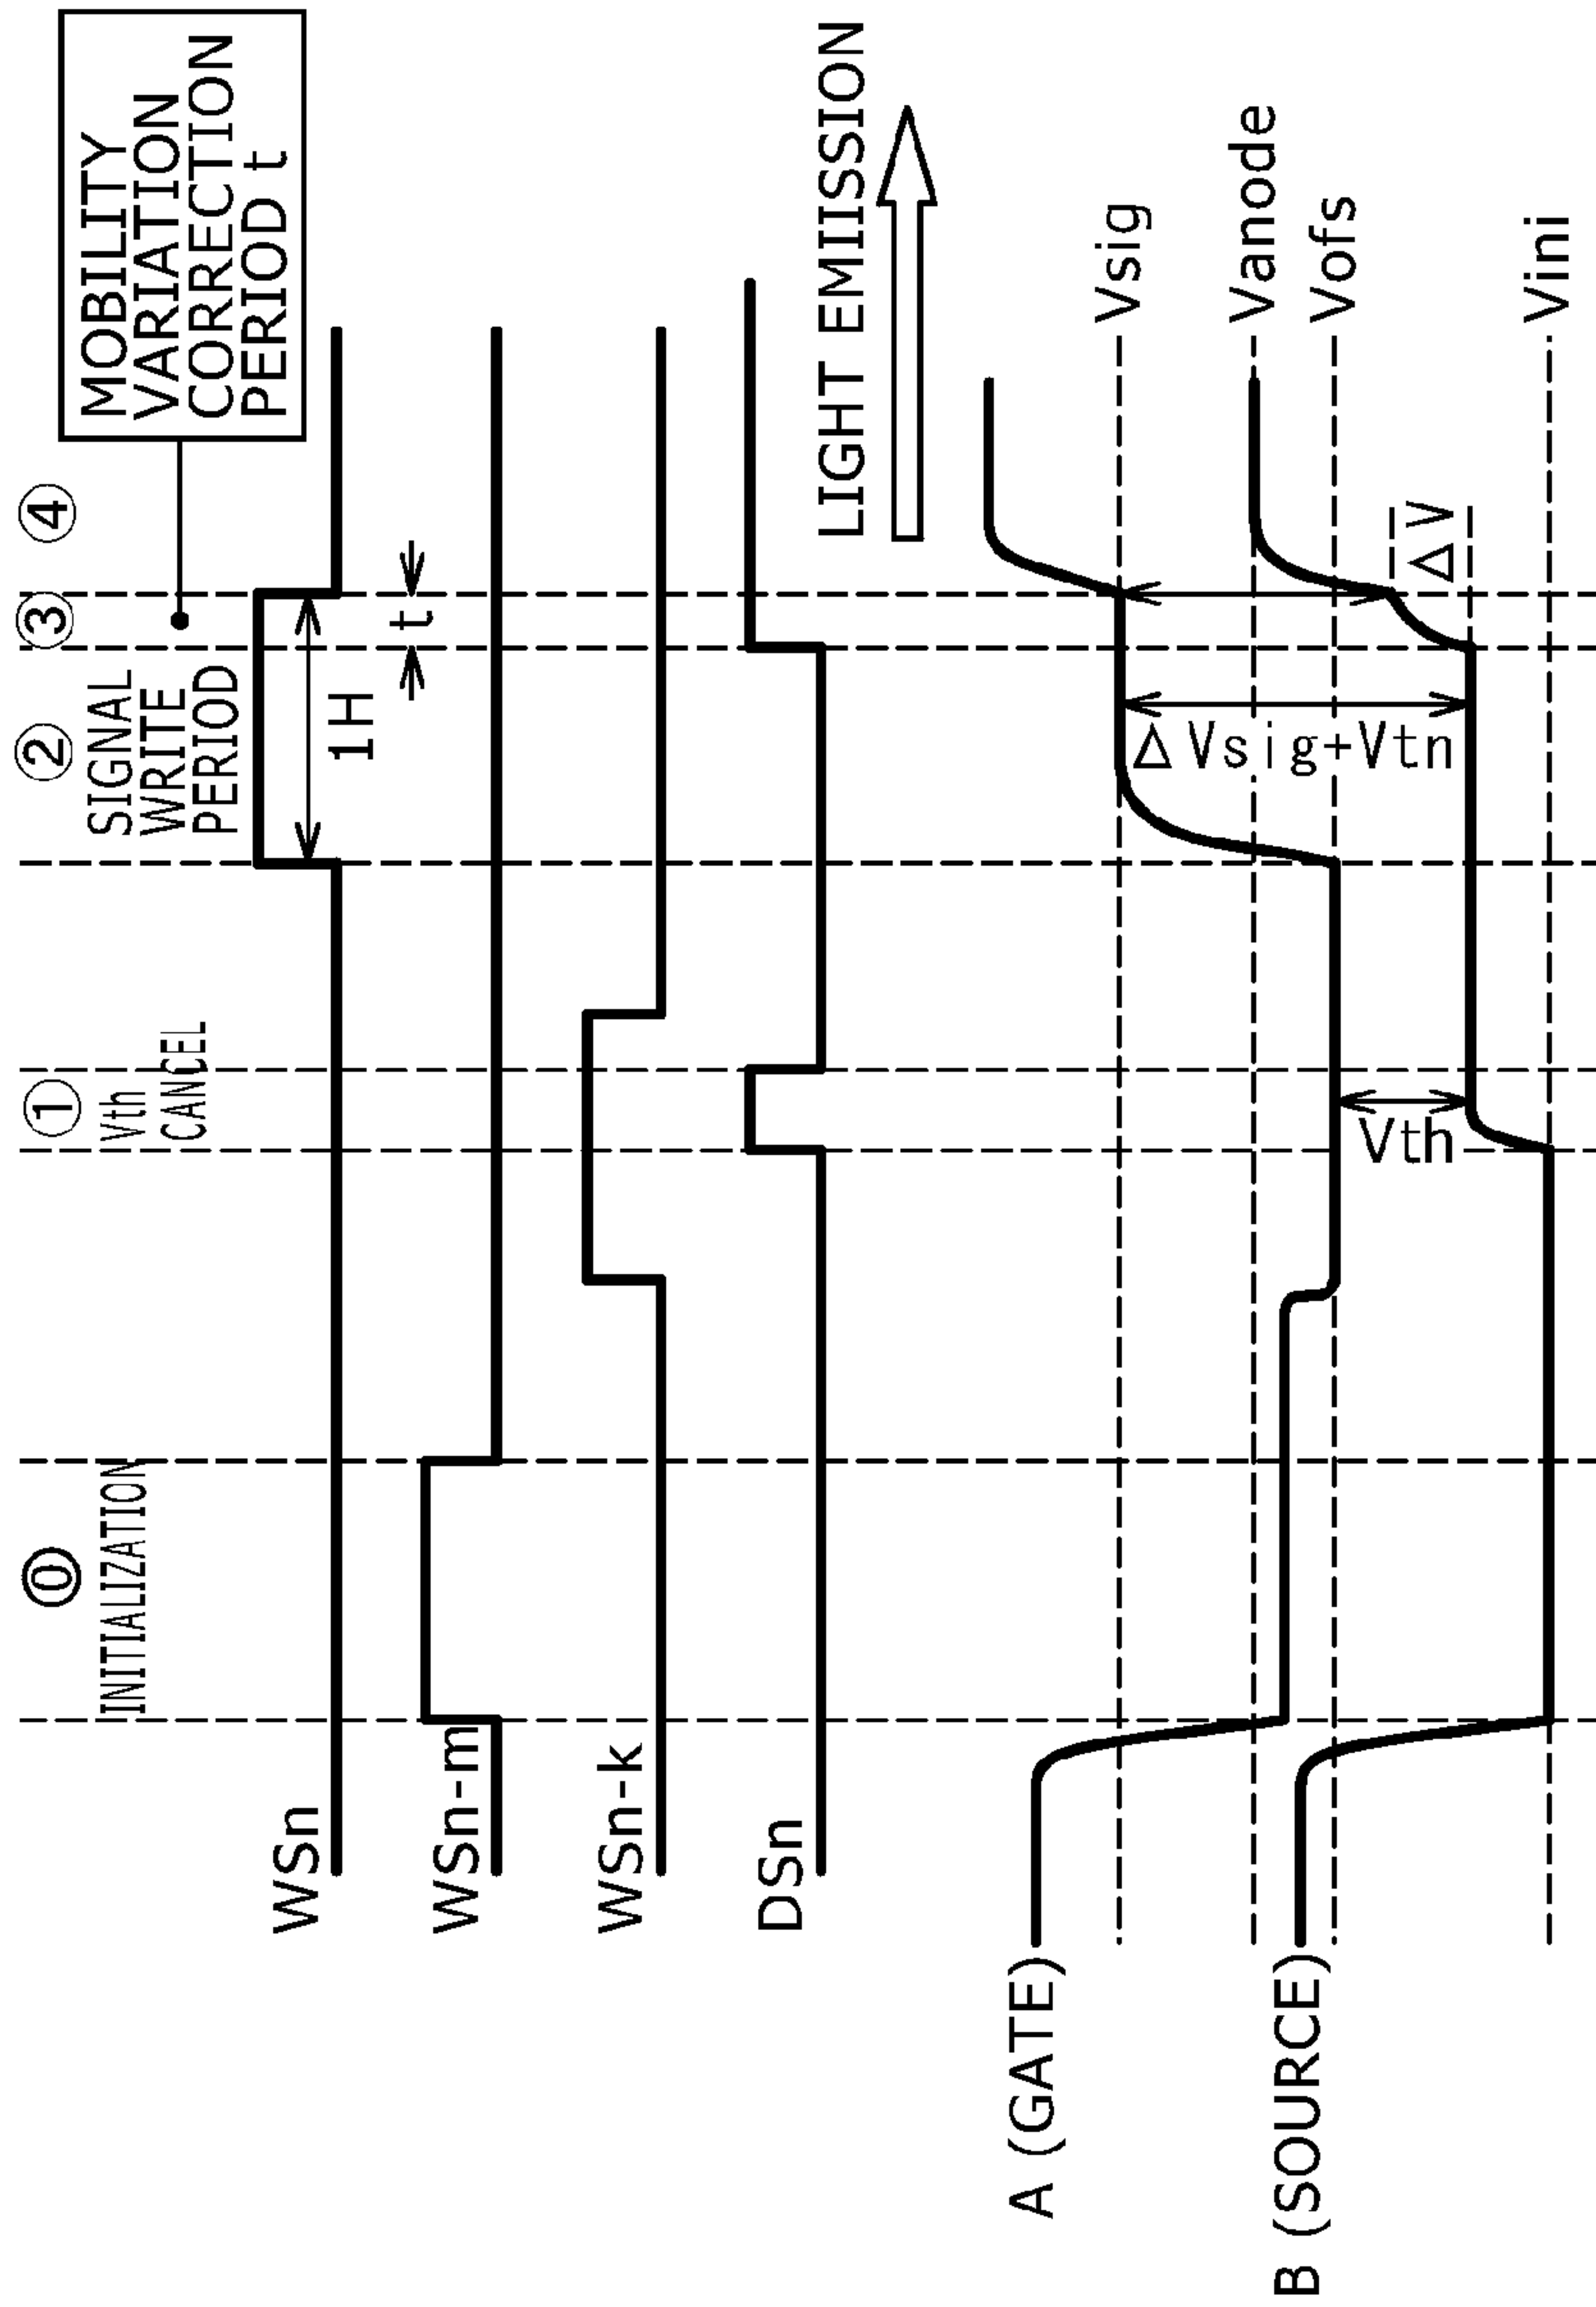 ⓪
INITIALIZATION
①
Vth
CANCEL
②
SIGNAL
WRITE
PERIOD
③
④
MOBILITY
VARIATION
CORRECTION
PERIOD t
WSn
1H
t
WSn-m
WSn-k
DSn
LIGHT EMISSION
A (GATE)
Vsig
B (SOURCE)
Vanode
ΔVsig+Vtn
Vofs
Vth
ΔV
Vini